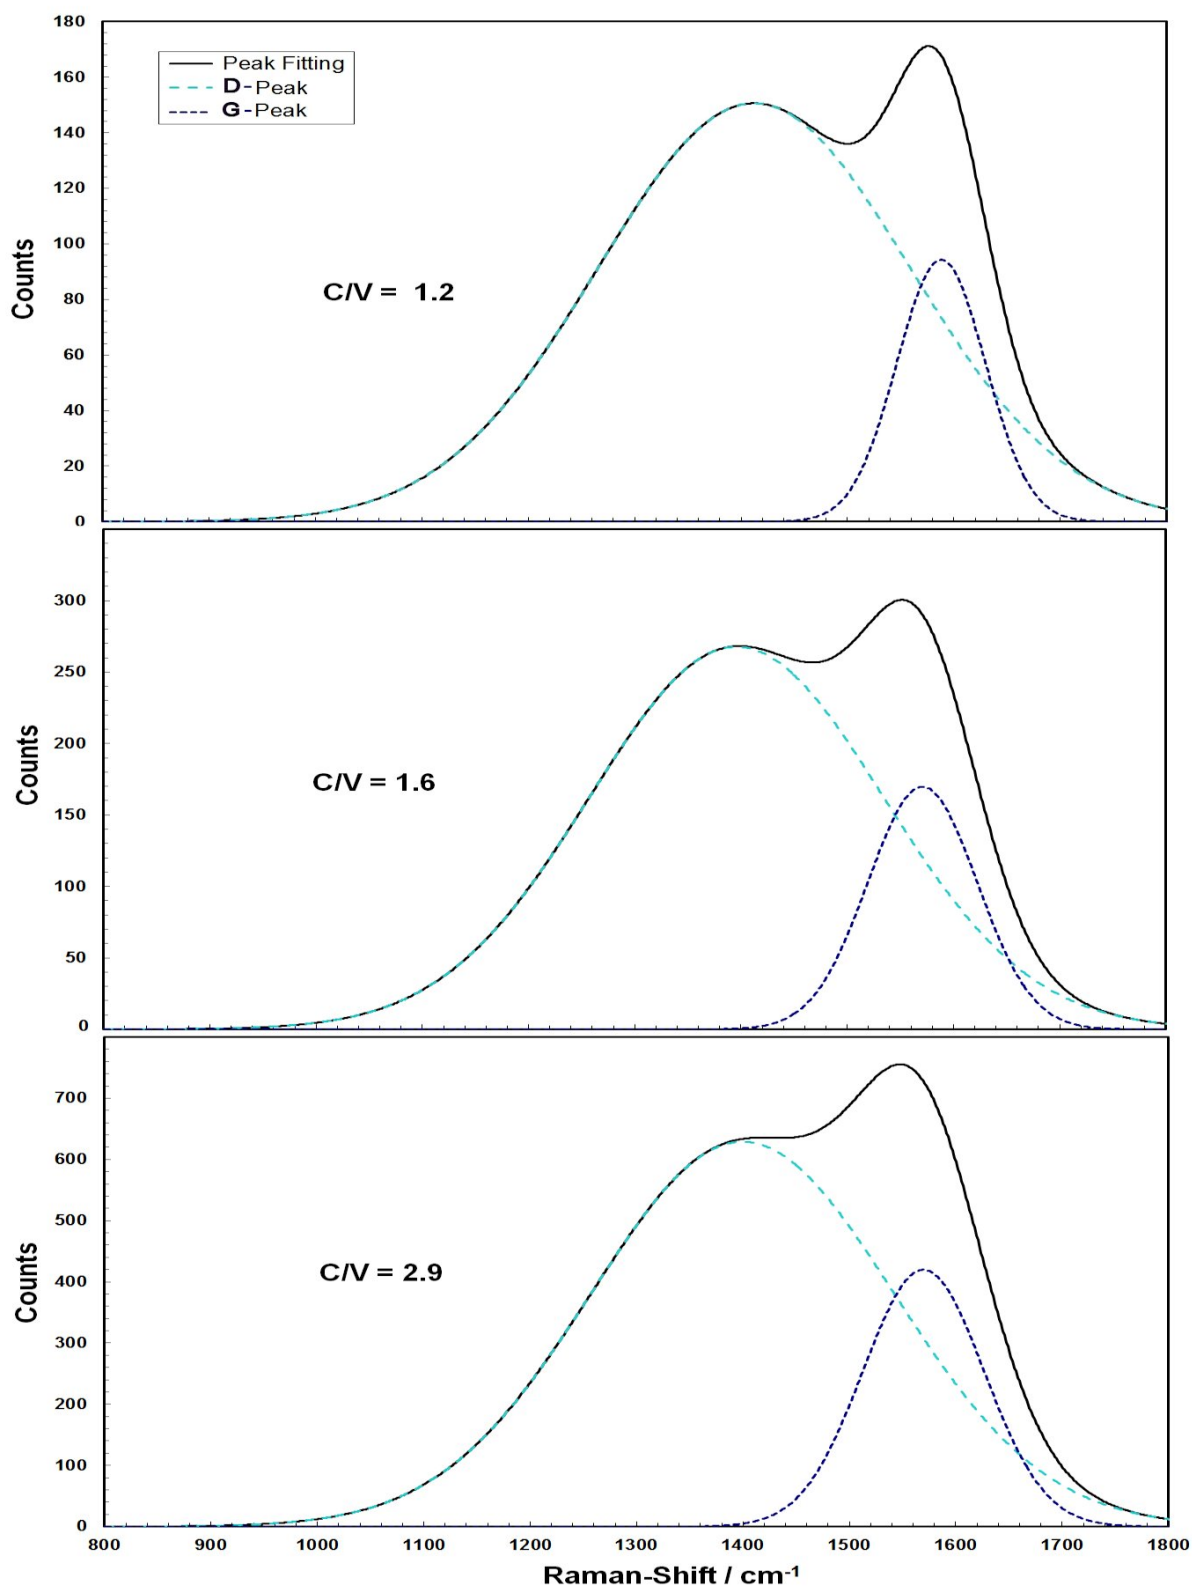 180
160
140
120
100
80
60
40
20
0
Counts
Peak Fitting
D-Peak
G-Peak
C/V = 1.2
300
250
200
150
100
50
0
Counts
C/V = 1.6
700
600
500
400
300
200
100
0
Counts
C/V = 2.9
800 900 1000 1100 1200 1300 1400 1500 1600 1700 1800
Raman-Shift / cm⁻¹